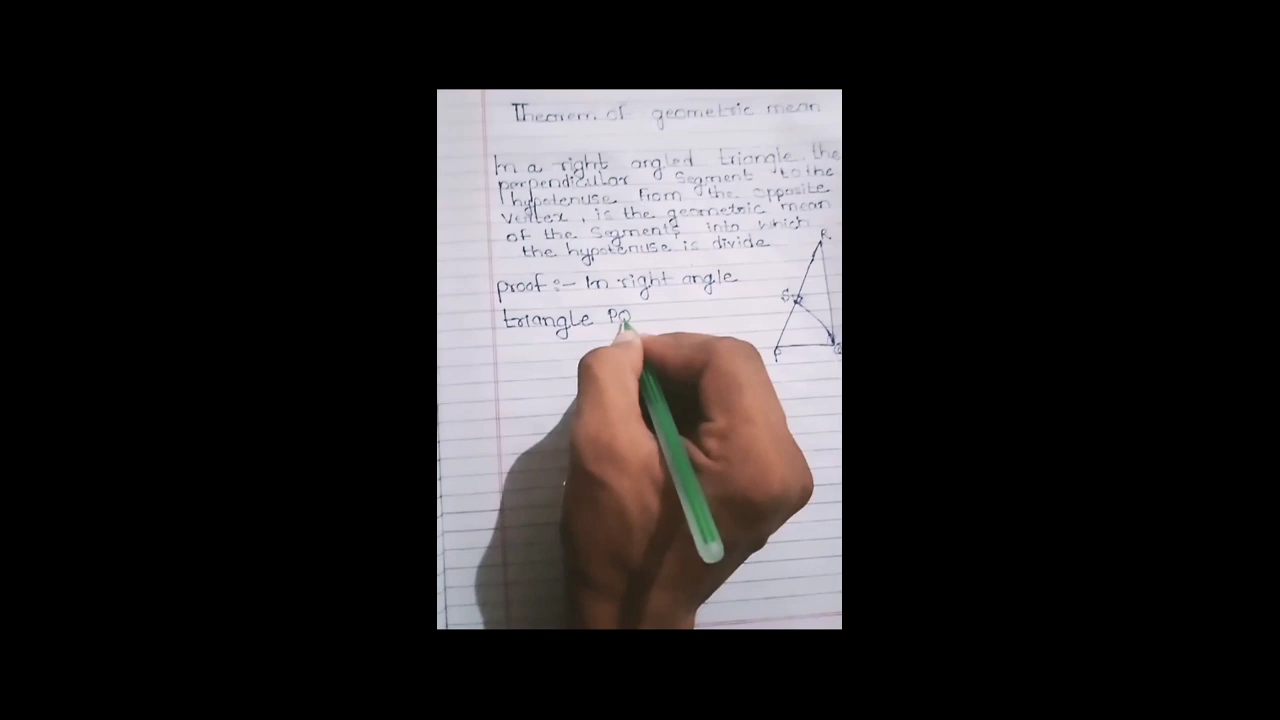 Theorem of geometric mean
In a right angled triangle, the
perpendicular segment to the
hypotenuse from the opposite
vertex, is the geometric mean
of the segments into which
the hypotenuse is divide
proof :- In right angle
triangle PQ
R
S
P
Q